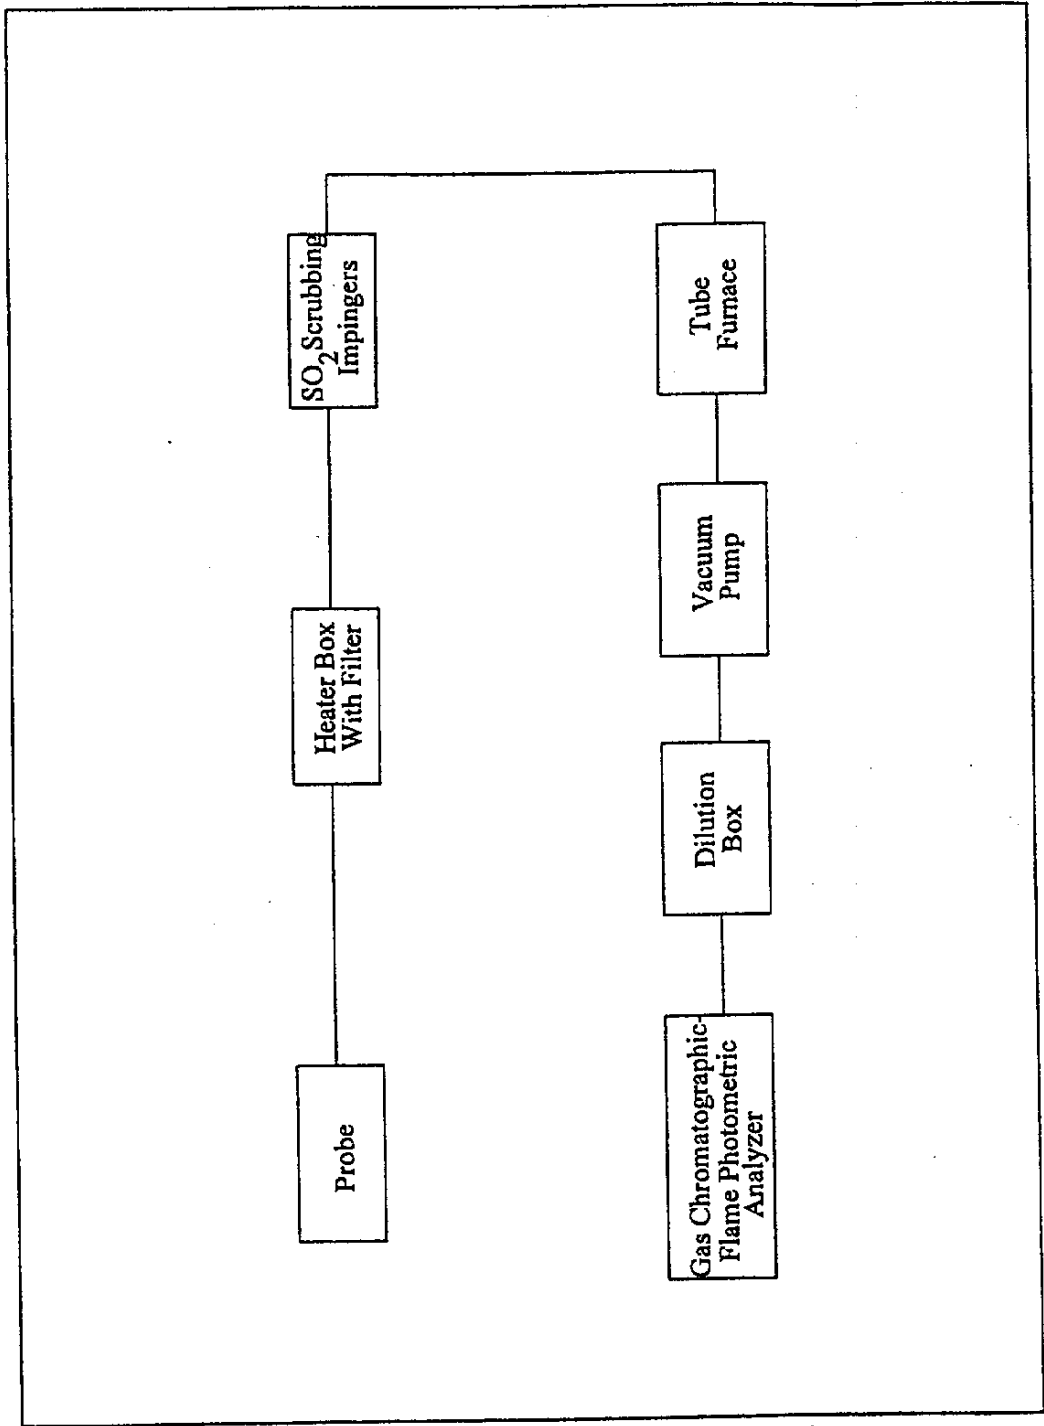 Probe
Heater Box
With Filter
SO2 Scrubbing
Impingers
Gas Chromatographic-
Flame Photometric
Analyzer
Dilution
Box
Vacuum
Pump
Tube
Furnace